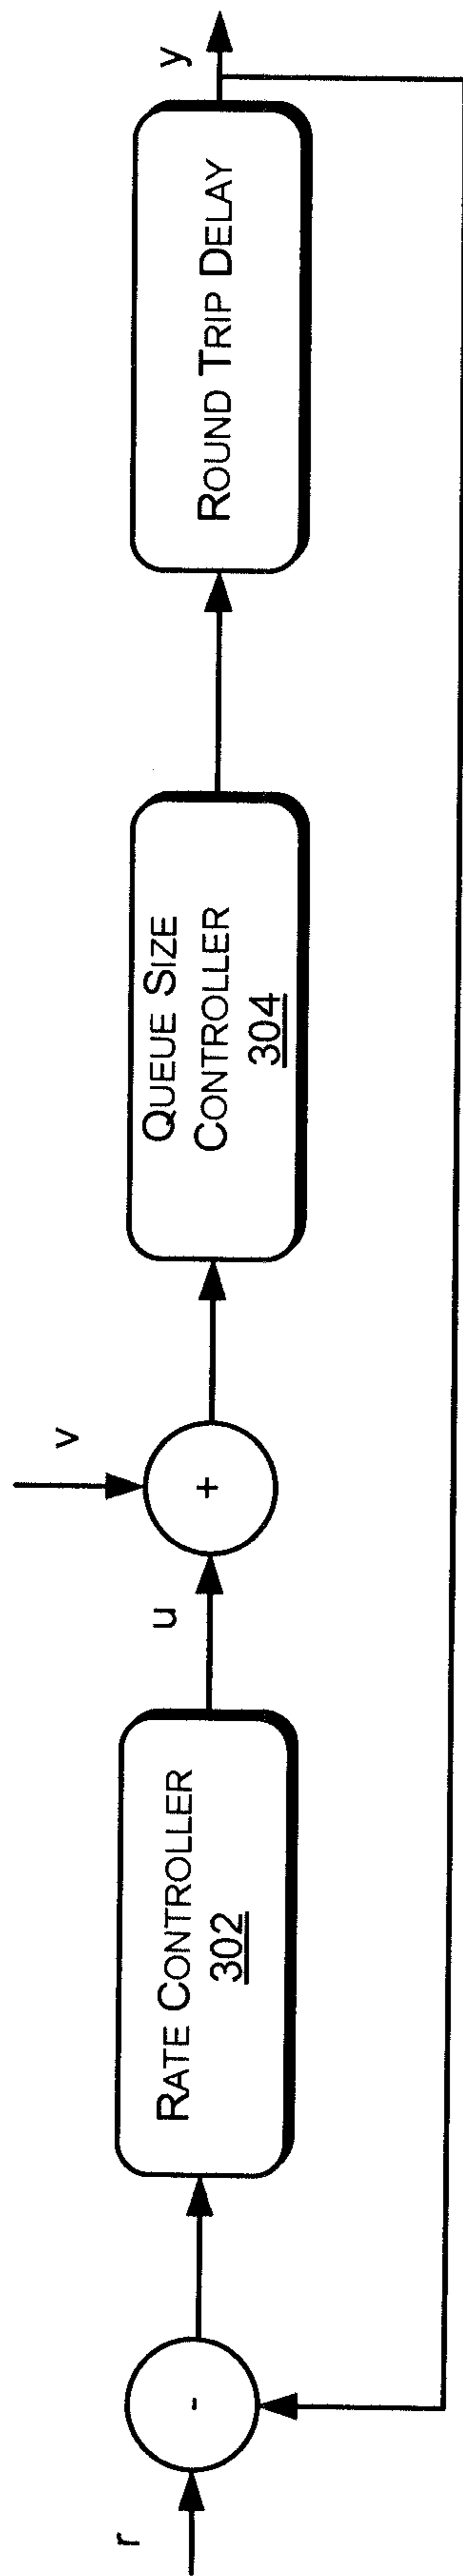 r
-
RATE CONTROLLER
302
u
+
v
QUEUE SIZE
CONTROLLER
304
ROUND TRIP DELAY
y